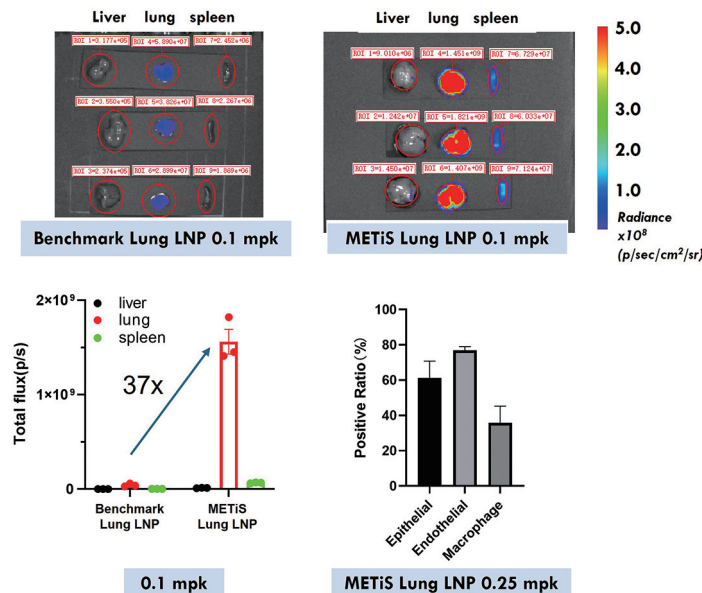 Liver lung spleen
ROI 1=3.177e+05 ROI 4=5.890e+07 ROI 7=2.452e+06
ROI 2=3.550e+05 ROI 5=3.826e+07 ROI 8=2.267e+06
ROI 3=2.374e+05 ROI 6=2.899e+07 ROI 9=1.869e+06
Benchmark Lung LNP 0.1 mpk
Liver lung spleen
ROI 1=9.010e+06 ROI 4=1.451e+09 ROI 7=6.729e+07
ROI 2=1.242e+07 ROI 5=1.821e+09 ROI 8=6.033e+07
ROI 3=1.450e+07 ROI 6=1.407e+09 ROI 9=7.124e+07
METiS Lung LNP 0.1 mpk
5.0
4.0
3.0
2.0
1.0
Radiance
x10⁸
(p/sec/cm²/sr)
Total flux(p/s)
2×10⁹
1×10⁹
0
liver
lung
spleen
37x
Benchmark
Lung LNP
METiS
Lung LNP
0.1 mpk
Positive Ratio(%)
100
80
60
40
20
0
Epithelial
Endothelial
Macrophage
METiS Lung LNP 0.25 mpk